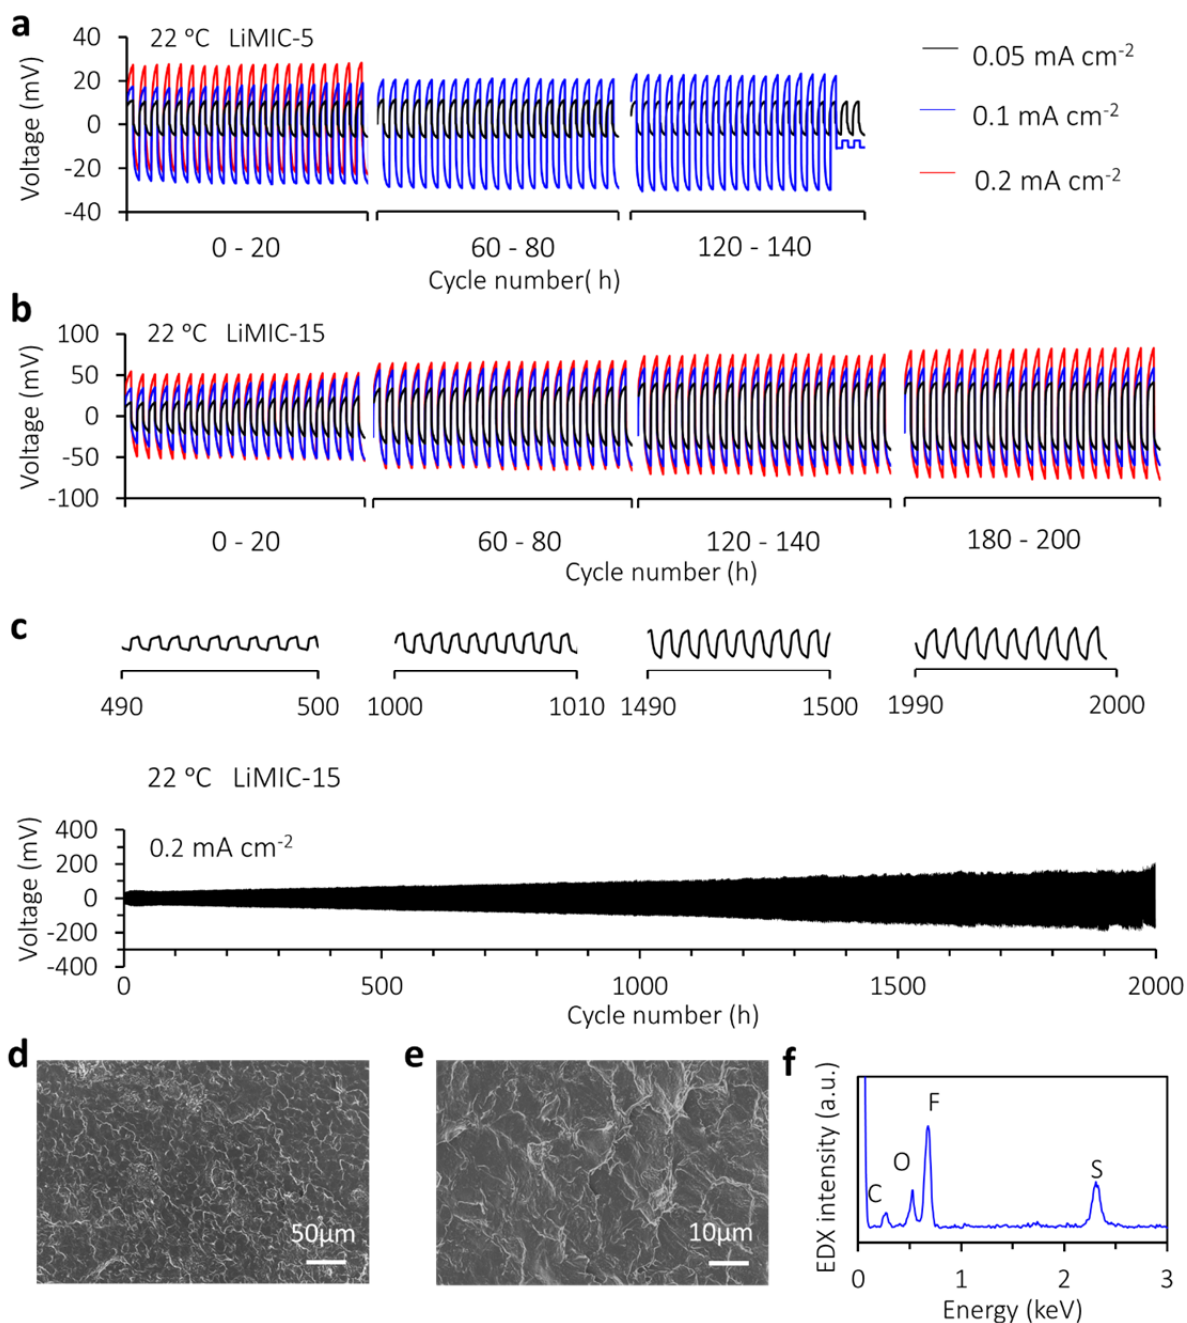 a
22 °C LiMIC-5
40
20
0
-20
-40
Voltage (mV)
0 - 20
60 - 80
120 - 140
Cycle number( h)
0.05 mA cm-2
0.1 mA cm-2
0.2 mA cm-2
b
22 °C LiMIC-15
100
50
0
-50
-100
Voltage (mV)
0 - 20
60 - 80
120 - 140
180 - 200
Cycle number (h)
c
490
500
1000
1010
1490
1500
1990
2000
22 °C LiMIC-15
0.2 mA cm-2
400
200
0
-200
-400
Voltage (mV)
0
500
1000
1500
2000
Cycle number (h)
d
50µm
e
10µm
f
EDX intensity (a.u.)
C
O
F
S
0
1
2
3
Energy (keV)